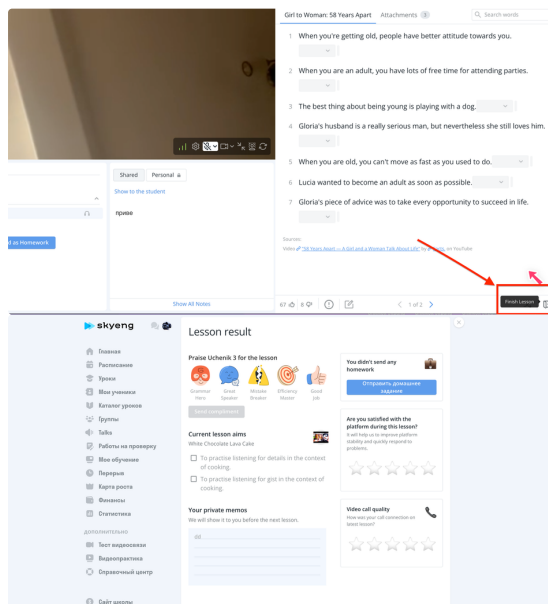 Girl to Woman: 58 Years Apart Attachments 3 Search words
1 When you're getting old, people have better attitude towards you.
2 When you are an adult, you have lots of free time for attending parties.
3 The best thing about being young is playing with a dog.
4 Gloria's husband is a really serious man, but nevertheless she still loves him.
5 When you are old, you can't move as fast as you used to do.
6 Lucia wanted to become an adult as soon as possible.
7 Gloria's piece of advice was to take every opportunity to succeed in life.
Sources:
Video "58 Years Apart — A Girl and a Woman Talk About Life" by on YouTube
Shared Personal
Show to the student
d as Homework
Show All Notes
67 8
1 of 2
Finish Lesson
skyeng
Главная
Расписание
Уроки
Мои ученики
Каталог уроков
Группы
Talks
Работы на проверку
Мое обучение
Перерыв
Карта роста
Финансы
Статистика
ДОПОЛНИТЕЛЬНО
Тест видеосвязи
Видеопрактика
Справочный центр
Сайт школы
Lesson result
Praise Uchenik 3 for the lesson
Grammar Hero
Great Speaker
Mistake Breaker
Efficiency Master
Good Job
Send compliment
Current lesson aims
White Chocolate Lava Cake
To practise listening for details in the context
of cooking.
To practise listening for gist in the context of
cooking.
Your private memos
We will show it to you before the next lesson.
You didn't send any
homework
Отправить домашнее
задание
Are you satisfied with the
platform during this lesson?
It will help us to improve platform
stability and quickly respond to
problems.
Video call quality
How was your call connection on
latest lesson?